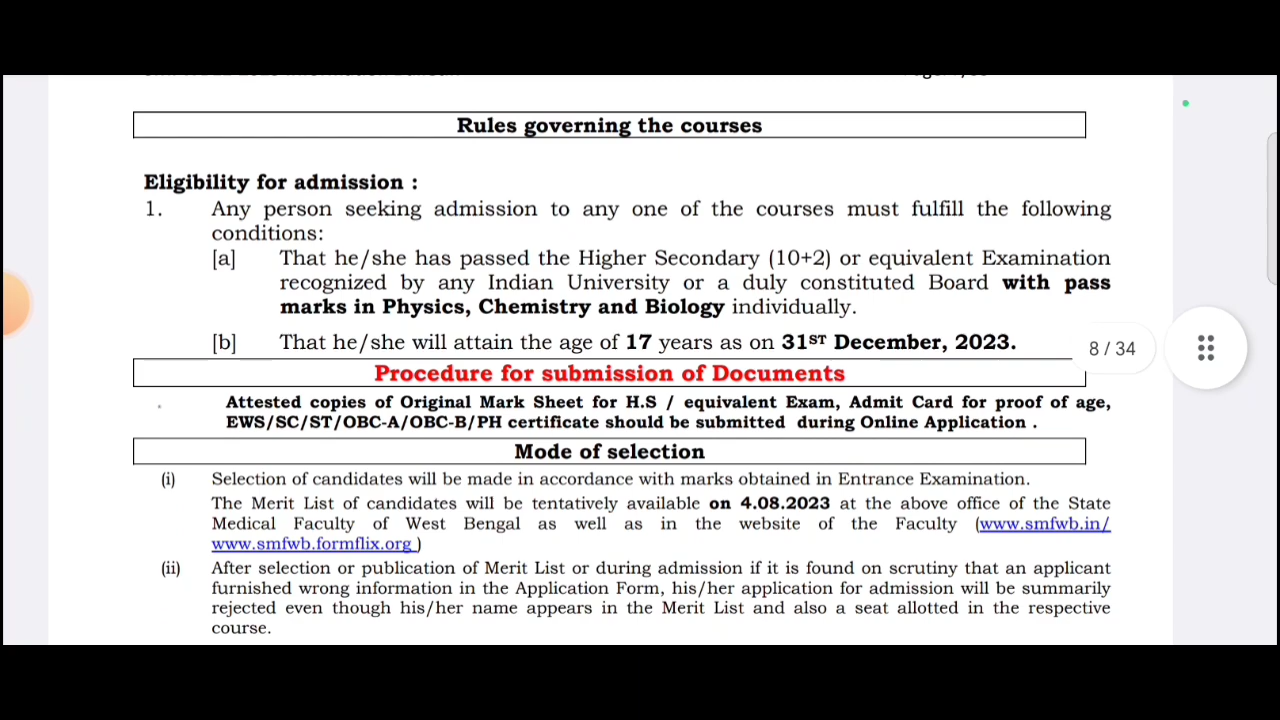 Rules governing the courses
Eligibility for admission :
1. Any person seeking admission to any one of the courses must fulfill the following
conditions:
[a] That he/she has passed the Higher Secondary (10+2) or equivalent Examination
recognized by any Indian University or a duly constituted Board with pass
marks in Physics, Chemistry and Biology individually.
[b] That he/she will attain the age of 17 years as on 31ST December, 2023.
8 / 34
Procedure for submission of Documents
Attested copies of Original Mark Sheet for H.S / equivalent Exam, Admit Card for proof of age,
EWS/SC/ST/OBC-A/OBC-B/PH certificate should be submitted during Online Application .
Mode of selection
(i) Selection of candidates will be made in accordance with marks obtained in Entrance Examination.
The Merit List of candidates will be tentatively available on 4.08.2023 at the above office of the State
Medical Faculty of West Bengal as well as in the website of the Faculty (www.smfwb.in/
www.smfwb.formflix.org )
(ii) After selection or publication of Merit List or during admission if it is found on scrutiny that an applicant
furnished wrong information in the Application Form, his/her application for admission will be summarily
rejected even though his/her name appears in the Merit List and also a seat allotted in the respective
course.